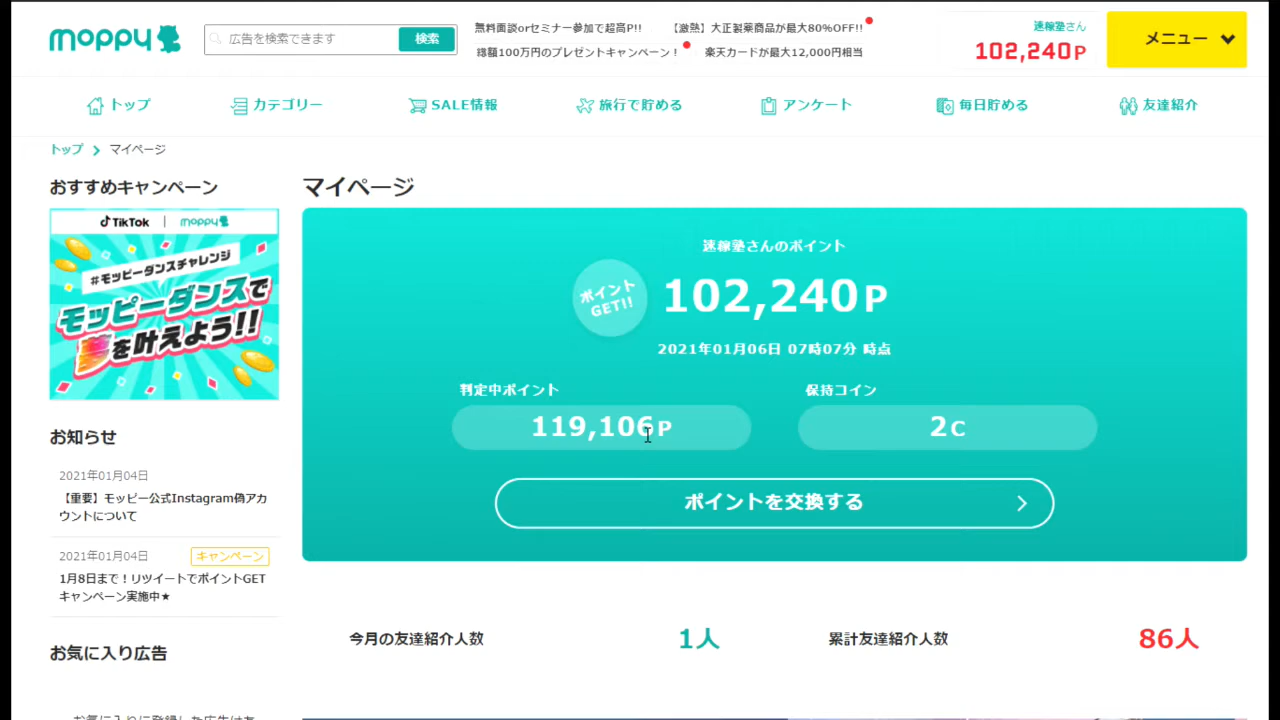 moppy
広告を検索できます
検索
無料面談orセミナー参加で超高P!!
【激熱】大正製薬商品が最大80%OFF!!
総額100万円のプレゼントキャンペーン！
楽天カードが最大12,000円相当
速稼塾さん
102,240P
メニュー
トップ
カテゴリー
SALE情報
旅行で貯める
アンケート
毎日貯める
友達紹介
トップ
マイページ
おすすめキャンペーン
TikTok | moppy
#モッピーダンスチャレンジ
モッピーダンスで
夢を叶えよう!!
お知らせ
2021年01月04日
【重要】モッピー公式Instagram偽アカ
ウントについて
2021年01月04日
キャンペーン
1月8日まで！リツイートでポイントGET
キャンペーン実施中★
お気に入り広告
マイページ
速稼塾さんのポイント
ポイント
GET!!
102,240P
2021年01月06日 07時07分 時点
判定中ポイント
119,106P
保持コイン
2C
ポイントを交換する
今月の友達紹介人数
1人
累計友達紹介人数
86人